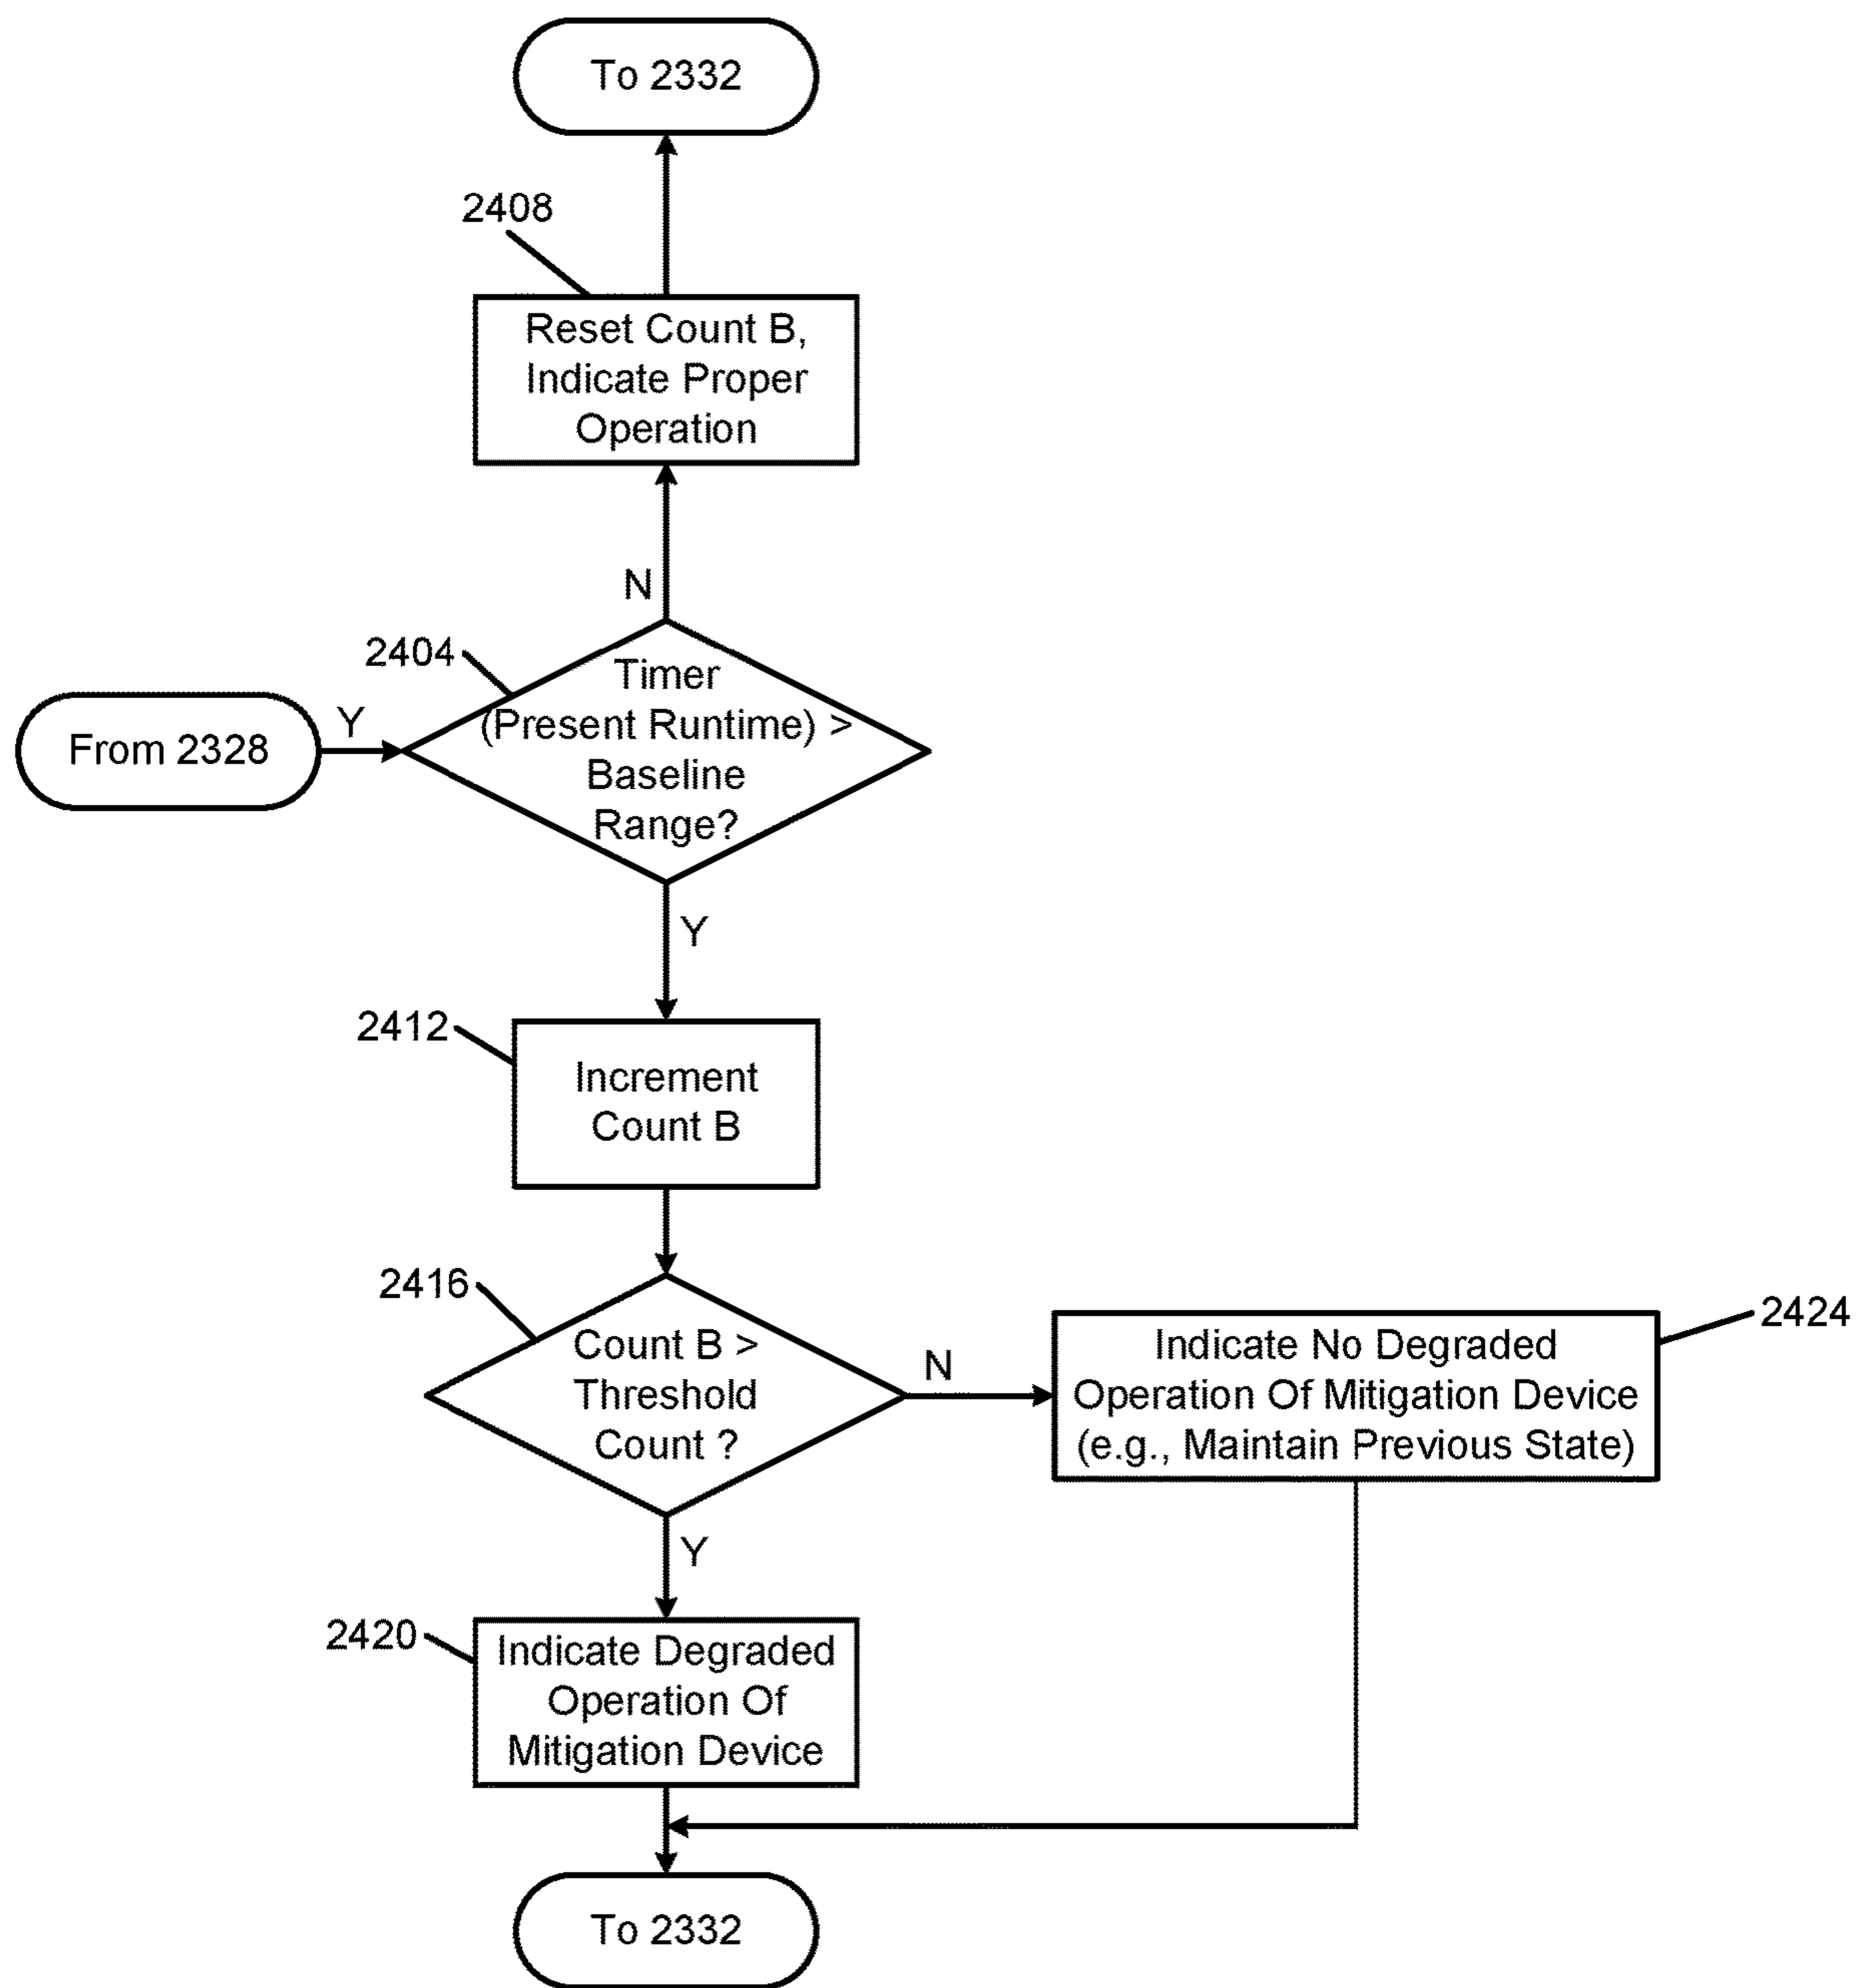 To 2332
2408
Reset Count B,
Indicate Proper
Operation
N
2404
Timer
(Present Runtime) >
Baseline
Range?
From 2328
Y
Y
2412
Increment
Count B
2416
Count B >
Threshold
Count ?
N
2424
Indicate No Degraded
Operation Of Mitigation Device
(e.g., Maintain Previous State)
Y
2420
Indicate Degraded
Operation Of
Mitigation Device
To 2332